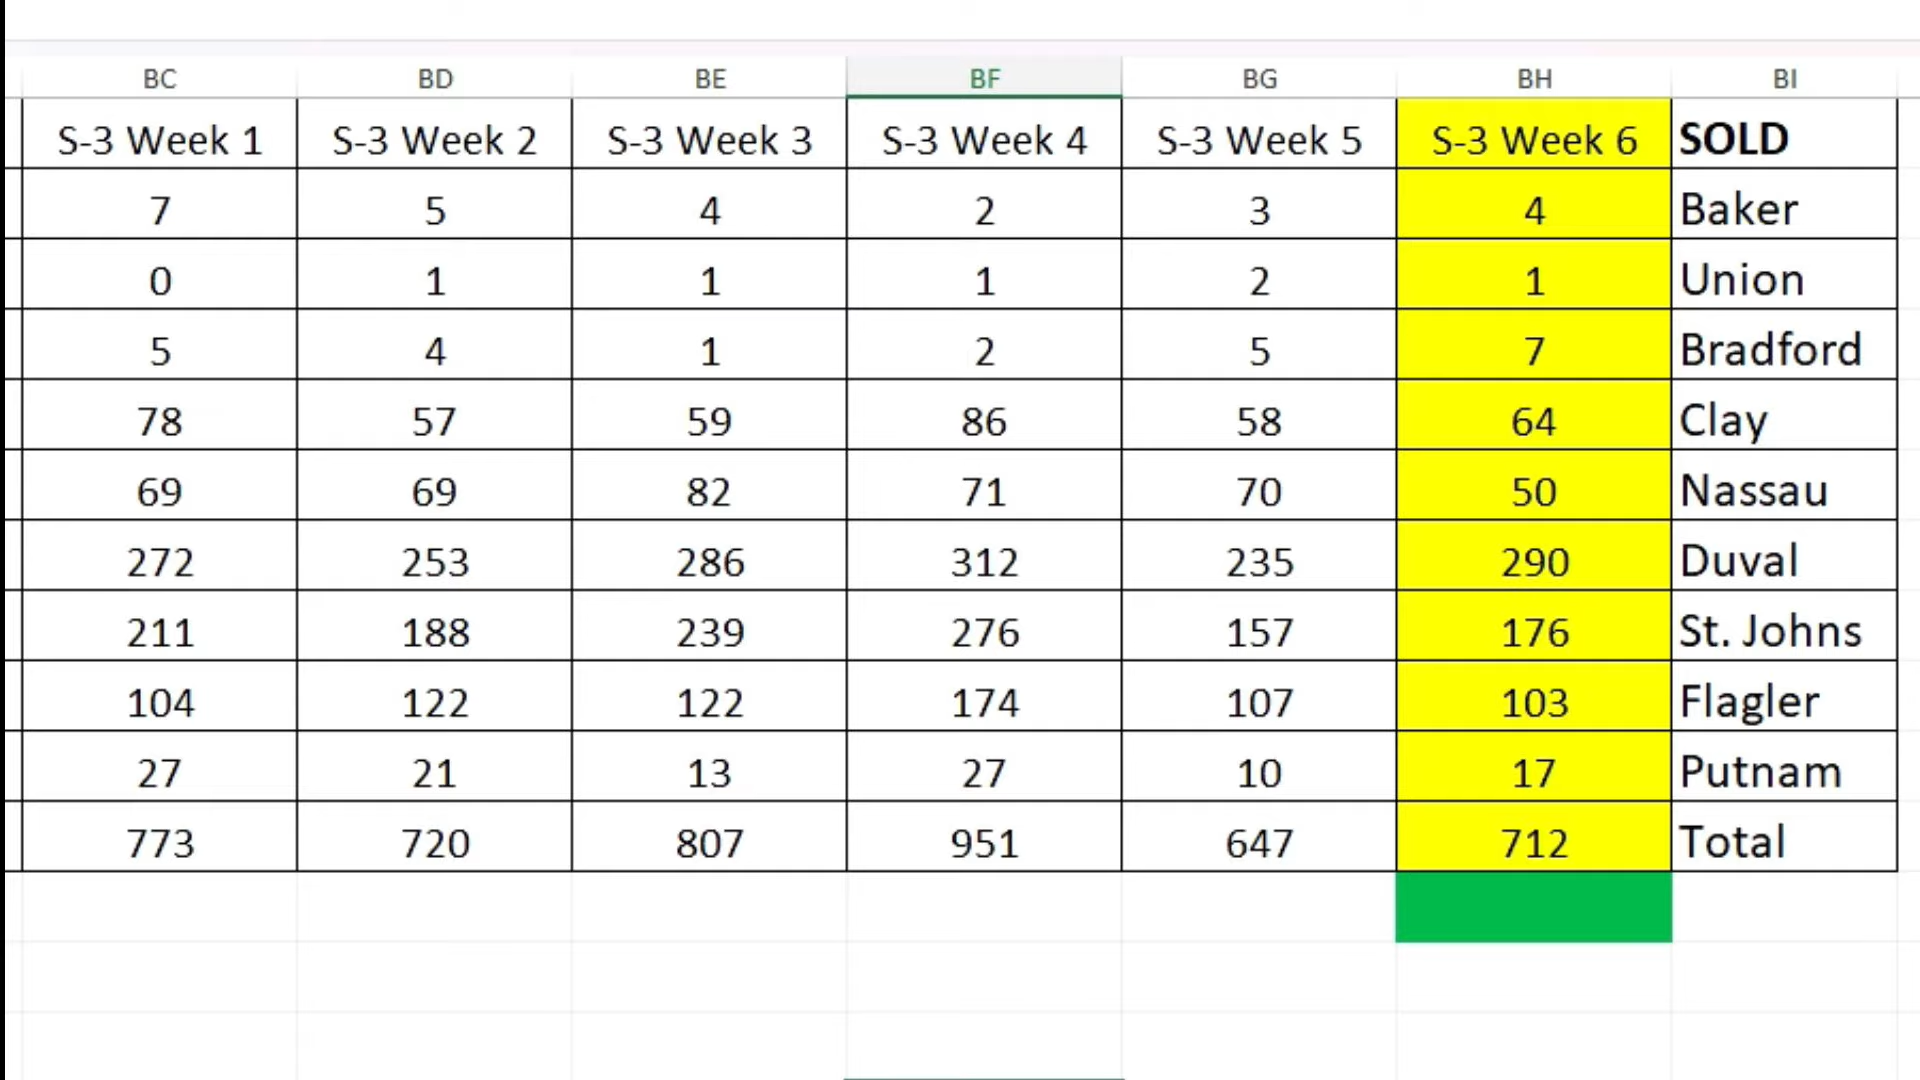 BC BD BE BF BG BH BI
S-3 Week 1 S-3 Week 2 S-3 Week 3 S-3 Week 4 S-3 Week 5 S-3 Week 6 SOLD
7 5 4 2 3 4 Baker
0 1 1 1 2 1 Union
5 4 1 2 5 7 Bradford
78 57 59 86 58 64 Clay
69 69 82 71 70 50 Nassau
272 253 286 312 235 290 Duval
211 188 239 276 157 176 St. Johns
104 122 122 174 107 103 Flagler
27 21 13 27 10 17 Putnam
773 720 807 951 647 712 Total